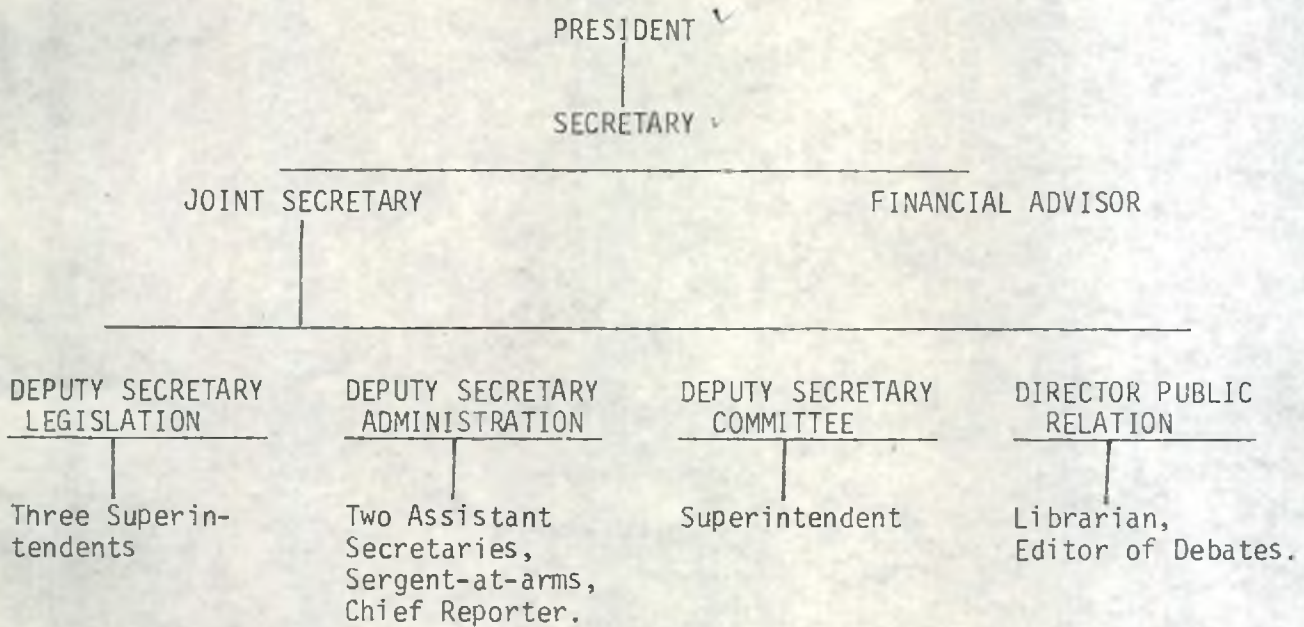 PRESIDENT
SECRETARY
JOINT SECRETARY
FINANCIAL ADVISOR
DEPUTY SECRETARY
LEGISLATION
DEPUTY SECRETARY
ADMINISTRATION
DEPUTY SECRETARY
COMMITTEE
DIRECTOR PUBLIC
RELATION
Three Superin-
tendents
Two Assistant
Secretaries,
Sergent-at-arms,
Chief Reporter.
Superintendent
Librarian,
Editor of Debates.